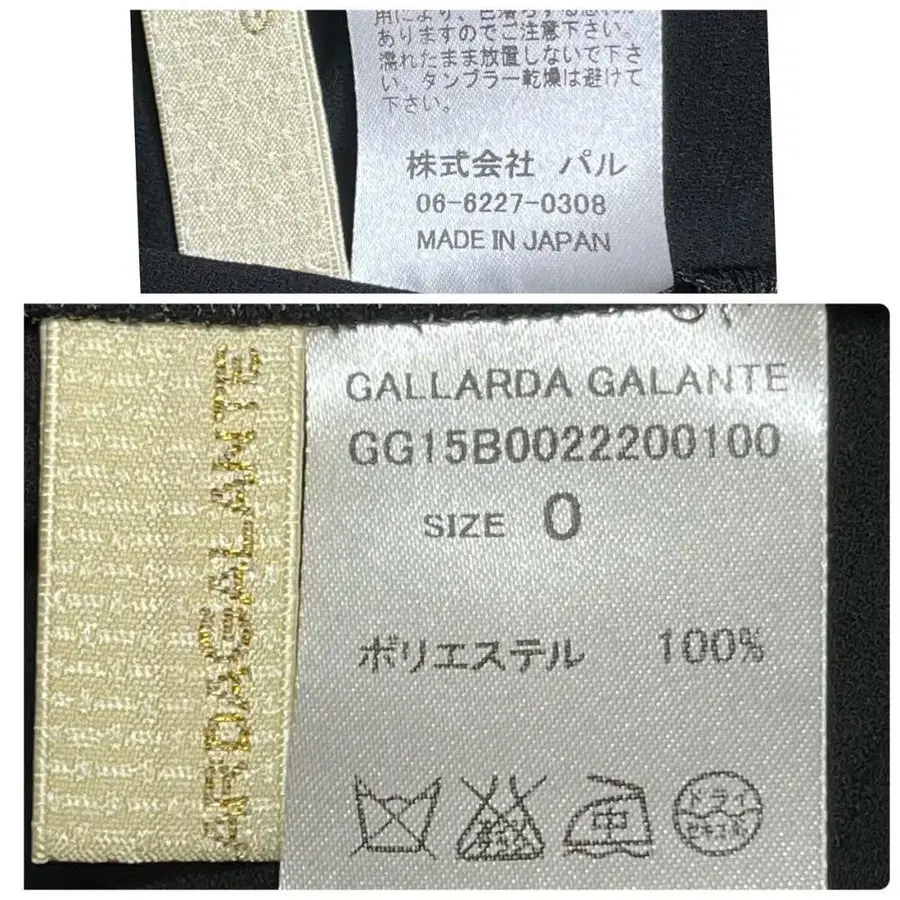 用により、色落ちする恐れが
ありますのでご注意下さい。
濡れたまま放置しないで下さ
い。タンブラー乾燥は避けて
下さい。
株式会社 パル
06-6227-0308
MADE IN JAPAN
GALLARDA GALANTE
GG15B0022200100
SIZE 0
ポリエステル 100%
中
ドライ
セキユ系
RDAGALANTE